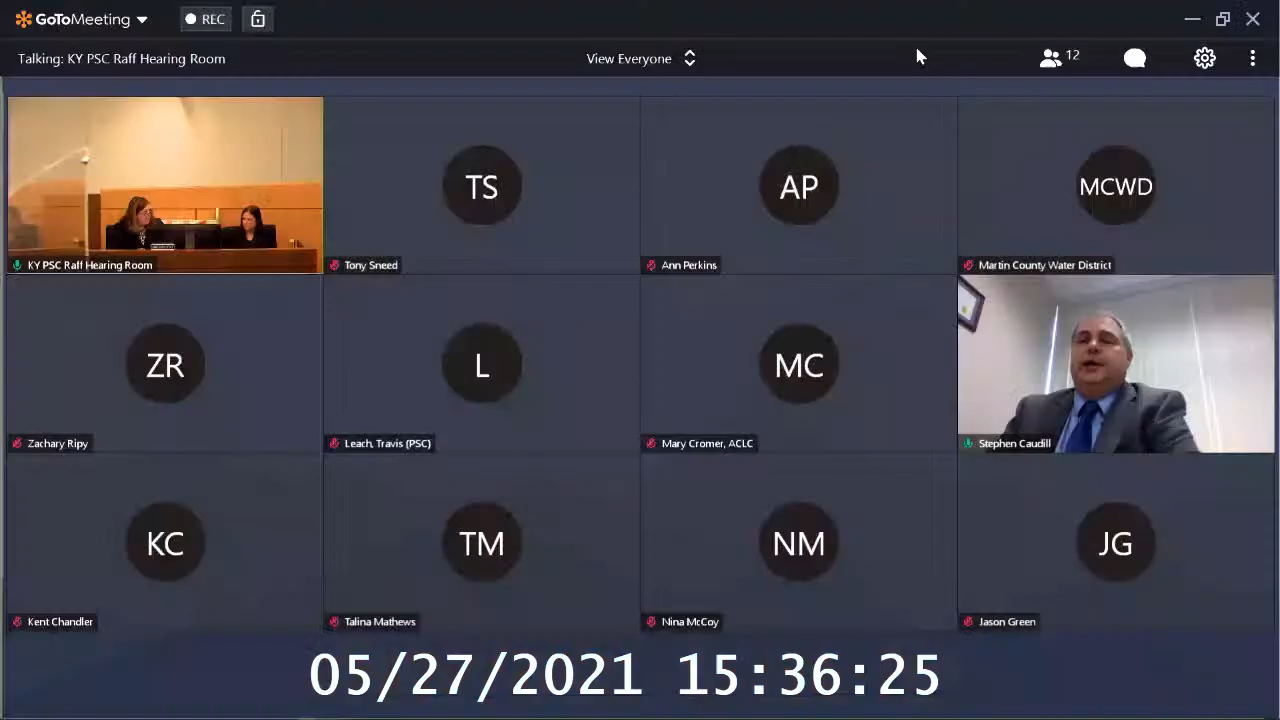 GoToMeeting
REC
Talking: KY PSC Raff Hearing Room
View Everyone
12
TS
AP
MCWD
KY PSC Raff Hearing Room
Tony Sneed
Ann Perkins
Martin County Water District
ZR
L
MC
Zachary Ripy
Leach, Travis (PSC)
Mary Cromer, ACLC
Stephen Caudill
KC
TM
NM
JG
Kent Chandler
Talina Mathews
Nina McCoy
Jason Green
05/27/2021 15:36:25